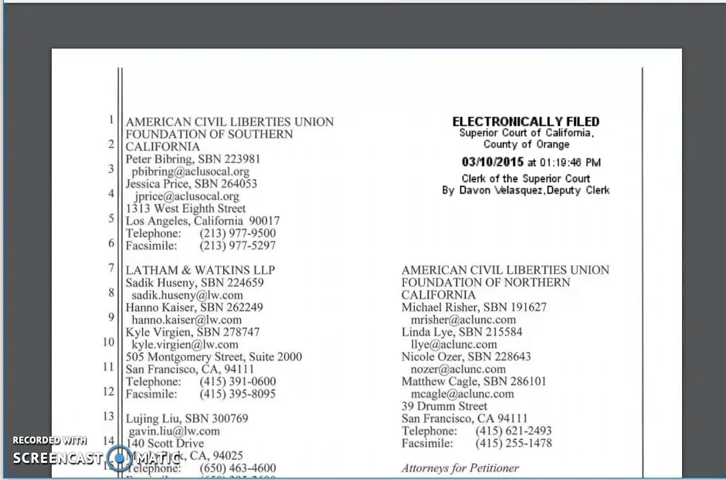 ELECTRONICALLY FILED
Superior Court of California,
County of Orange
03/10/2015 at 01:19:46 PM
Clerk of the Superior Court
By Davon Velasquez,Deputy Clerk
1 AMERICAN CIVIL LIBERTIES UNION
FOUNDATION OF SOUTHERN
2 CALIFORNIA
Peter Bibring, SBN 223981
3 pbibring@aclusocal.org
Jessica Price, SBN 264053
4 jprice@aclusocal.org
1313 West Eighth Street
5 Los Angeles, California 90017
Telephone: (213) 977-9500
6 Facsimile: (213) 977-5297
7 LATHAM & WATKINS LLP
Sadik Huseny, SBN 224659
8 sadik.huseny@lw.com
Hanno Kaiser, SBN 262249
9 hanno.kaiser@lw.com
Kyle Virgien, SBN 278747
10 kyle.virgien@lw.com
505 Montgomery Street, Suite 2000
11 San Francisco, CA, 94111
Telephone: (415) 391-0600
12 Facsimile: (415) 395-8095
13 Lujing Liu, SBN 300769
gavin.liu@lw.com
14 140 Scott Drive
Park, CA, 94025
Telephone: (650) 463-4600
AMERICAN CIVIL LIBERTIES UNION
FOUNDATION OF NORTHERN
CALIFORNIA
Michael Risher, SBN 191627
mrisher@aclunc.com
Linda Lye, SBN 215584
llye@aclunc.com
Nicole Ozer, SBN 228643
nozer@aclunc.com
Matthew Cagle, SBN 286101
mcagle@aclunc.com
39 Drumm Street
San Francisco, CA 94111
Telephone: (415) 621-2493
Facsimile: (415) 255-1478
Attorneys for Petitioner
RECORDED WITH
SCREENCAST MATIC